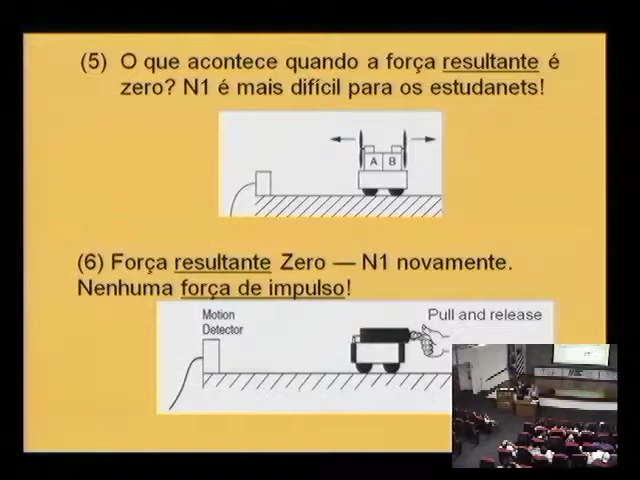 (5) O que acontece quando a força resultante é
zero? N1 é mais difícil para os estudanets!
A B
(6) Força resultante Zero — N1 novamente.
Nenhuma força de impulso!
Motion
Detector
Pull and release